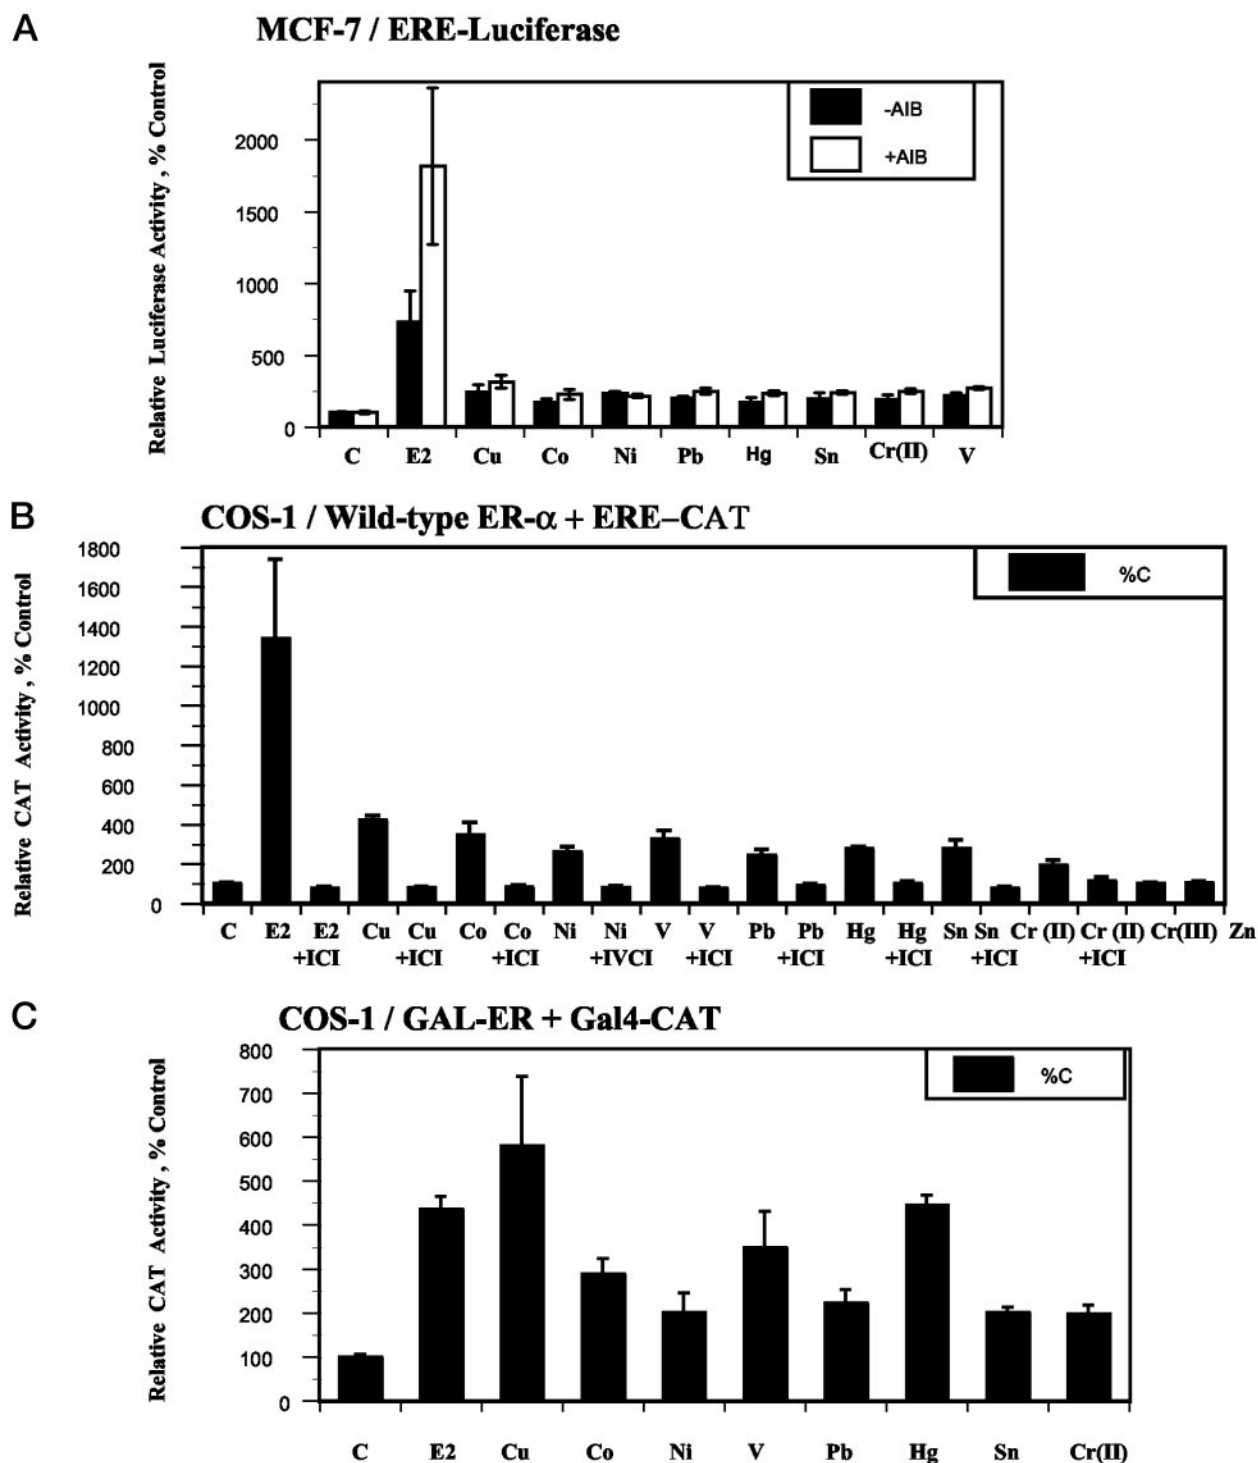 A
MCF-7 / ERE-Luciferase
Relative Luciferase Activity , % Control
2000
1500
1000
500
0
-AIB
+AIB
C E2 Cu Co Ni Pb Hg Sn Cr(II) V
B
COS-1 / Wild-type ER-α + ERE–CAT
Relative CAT Activity , % Control
1800
1600
1400
1200
1000
800
600
400
200
0
%C
C E2 E2 Cu Cu Co Co Ni Ni V V Pb Pb Hg Hg Sn Sn Cr (II) Cr (II) Cr(III) Zn
+ICI +ICI +ICI +IVCI +ICI +ICI +ICI +ICI +ICI
C
COS-1 / GAL-ER + Gal4-CAT
Relative CAT Activity , % Control
800
700
600
500
400
300
200
100
0
%C
C E2 Cu Co Ni V Pb Hg Sn Cr(II)